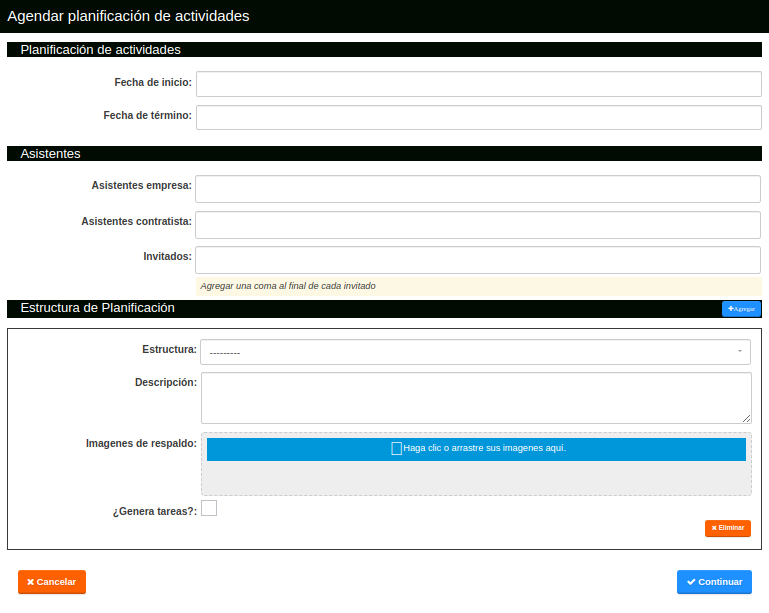 Agendar planificación de actividades
Planificación de actividades
Fecha de inicio:
Fecha de término:
Asistentes
Asistentes empresa:
Asistentes contratista:
Invitados:
Agregar una coma al final de cada invitado
Estructura de Planificación
Agregar
Estructura: ---------
Descripción:
Imagenes de respaldo:
Haga clic o arrastre sus imagenes aquí.
¿Genera tareas?:
Eliminar
Cancelar
Continuar